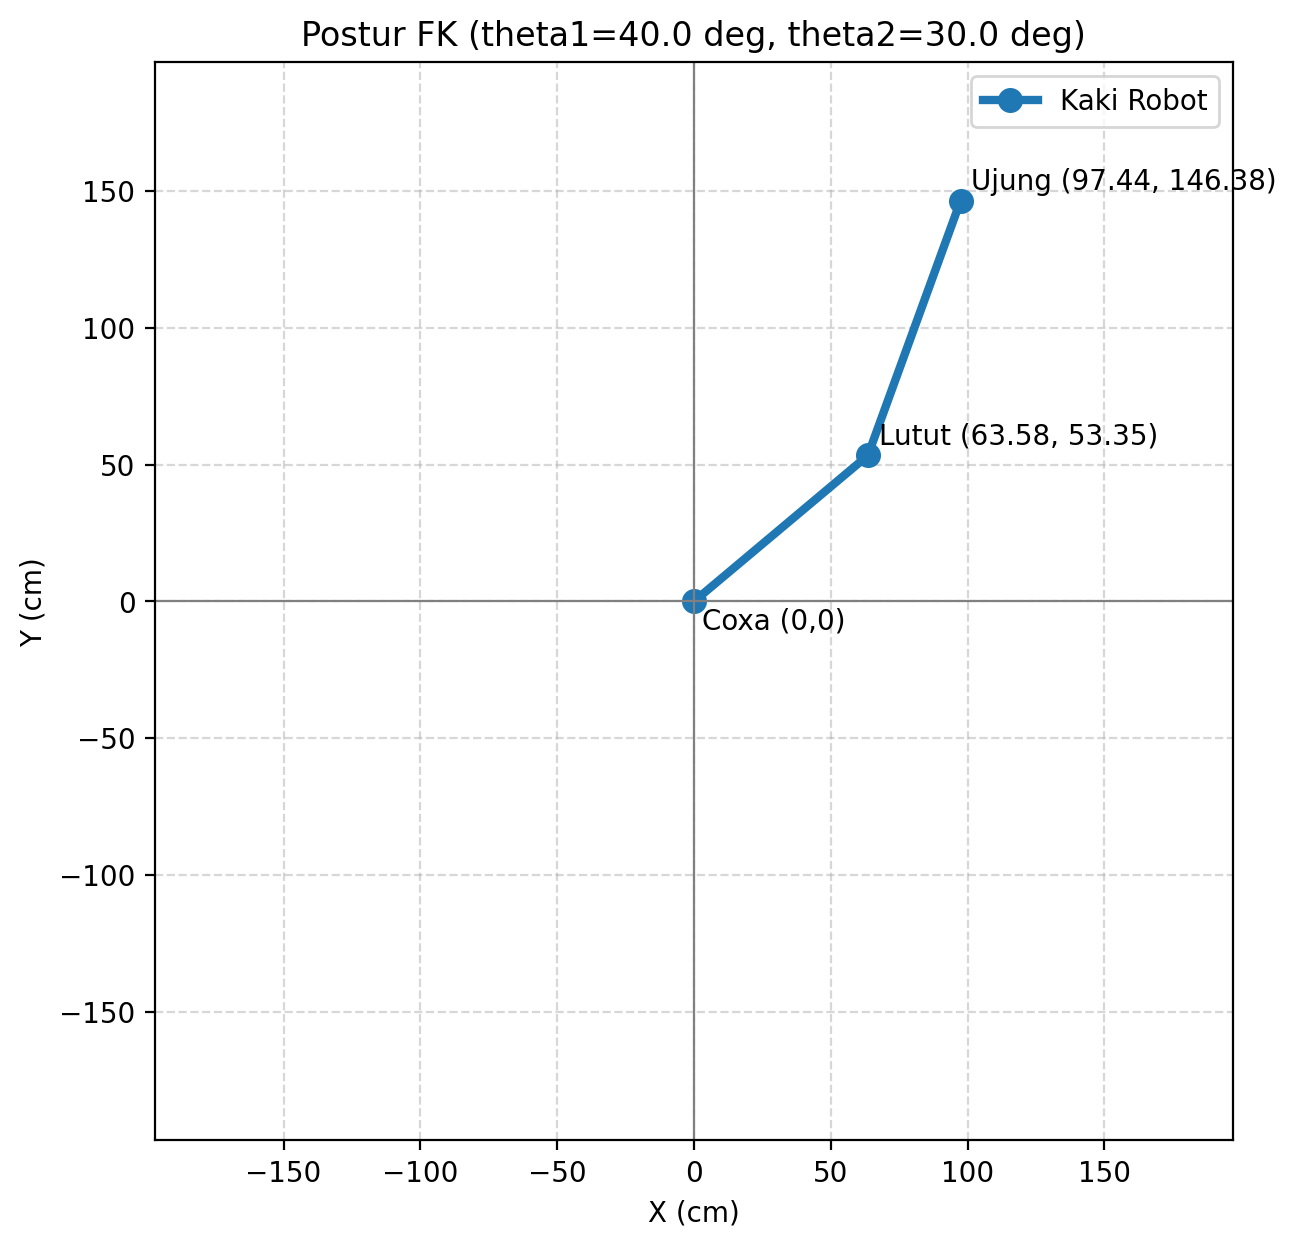 Postur FK (theta1=40.0 deg, theta2=30.0 deg)
Kaki Robot
Ujung (97.44, 146.38)
Lutut (63.58, 53.35)
Coxa (0,0)
Y (cm)
150
100
50
0
−50
−100
−150
−150 −100 −50 0 50 100 150
X (cm)